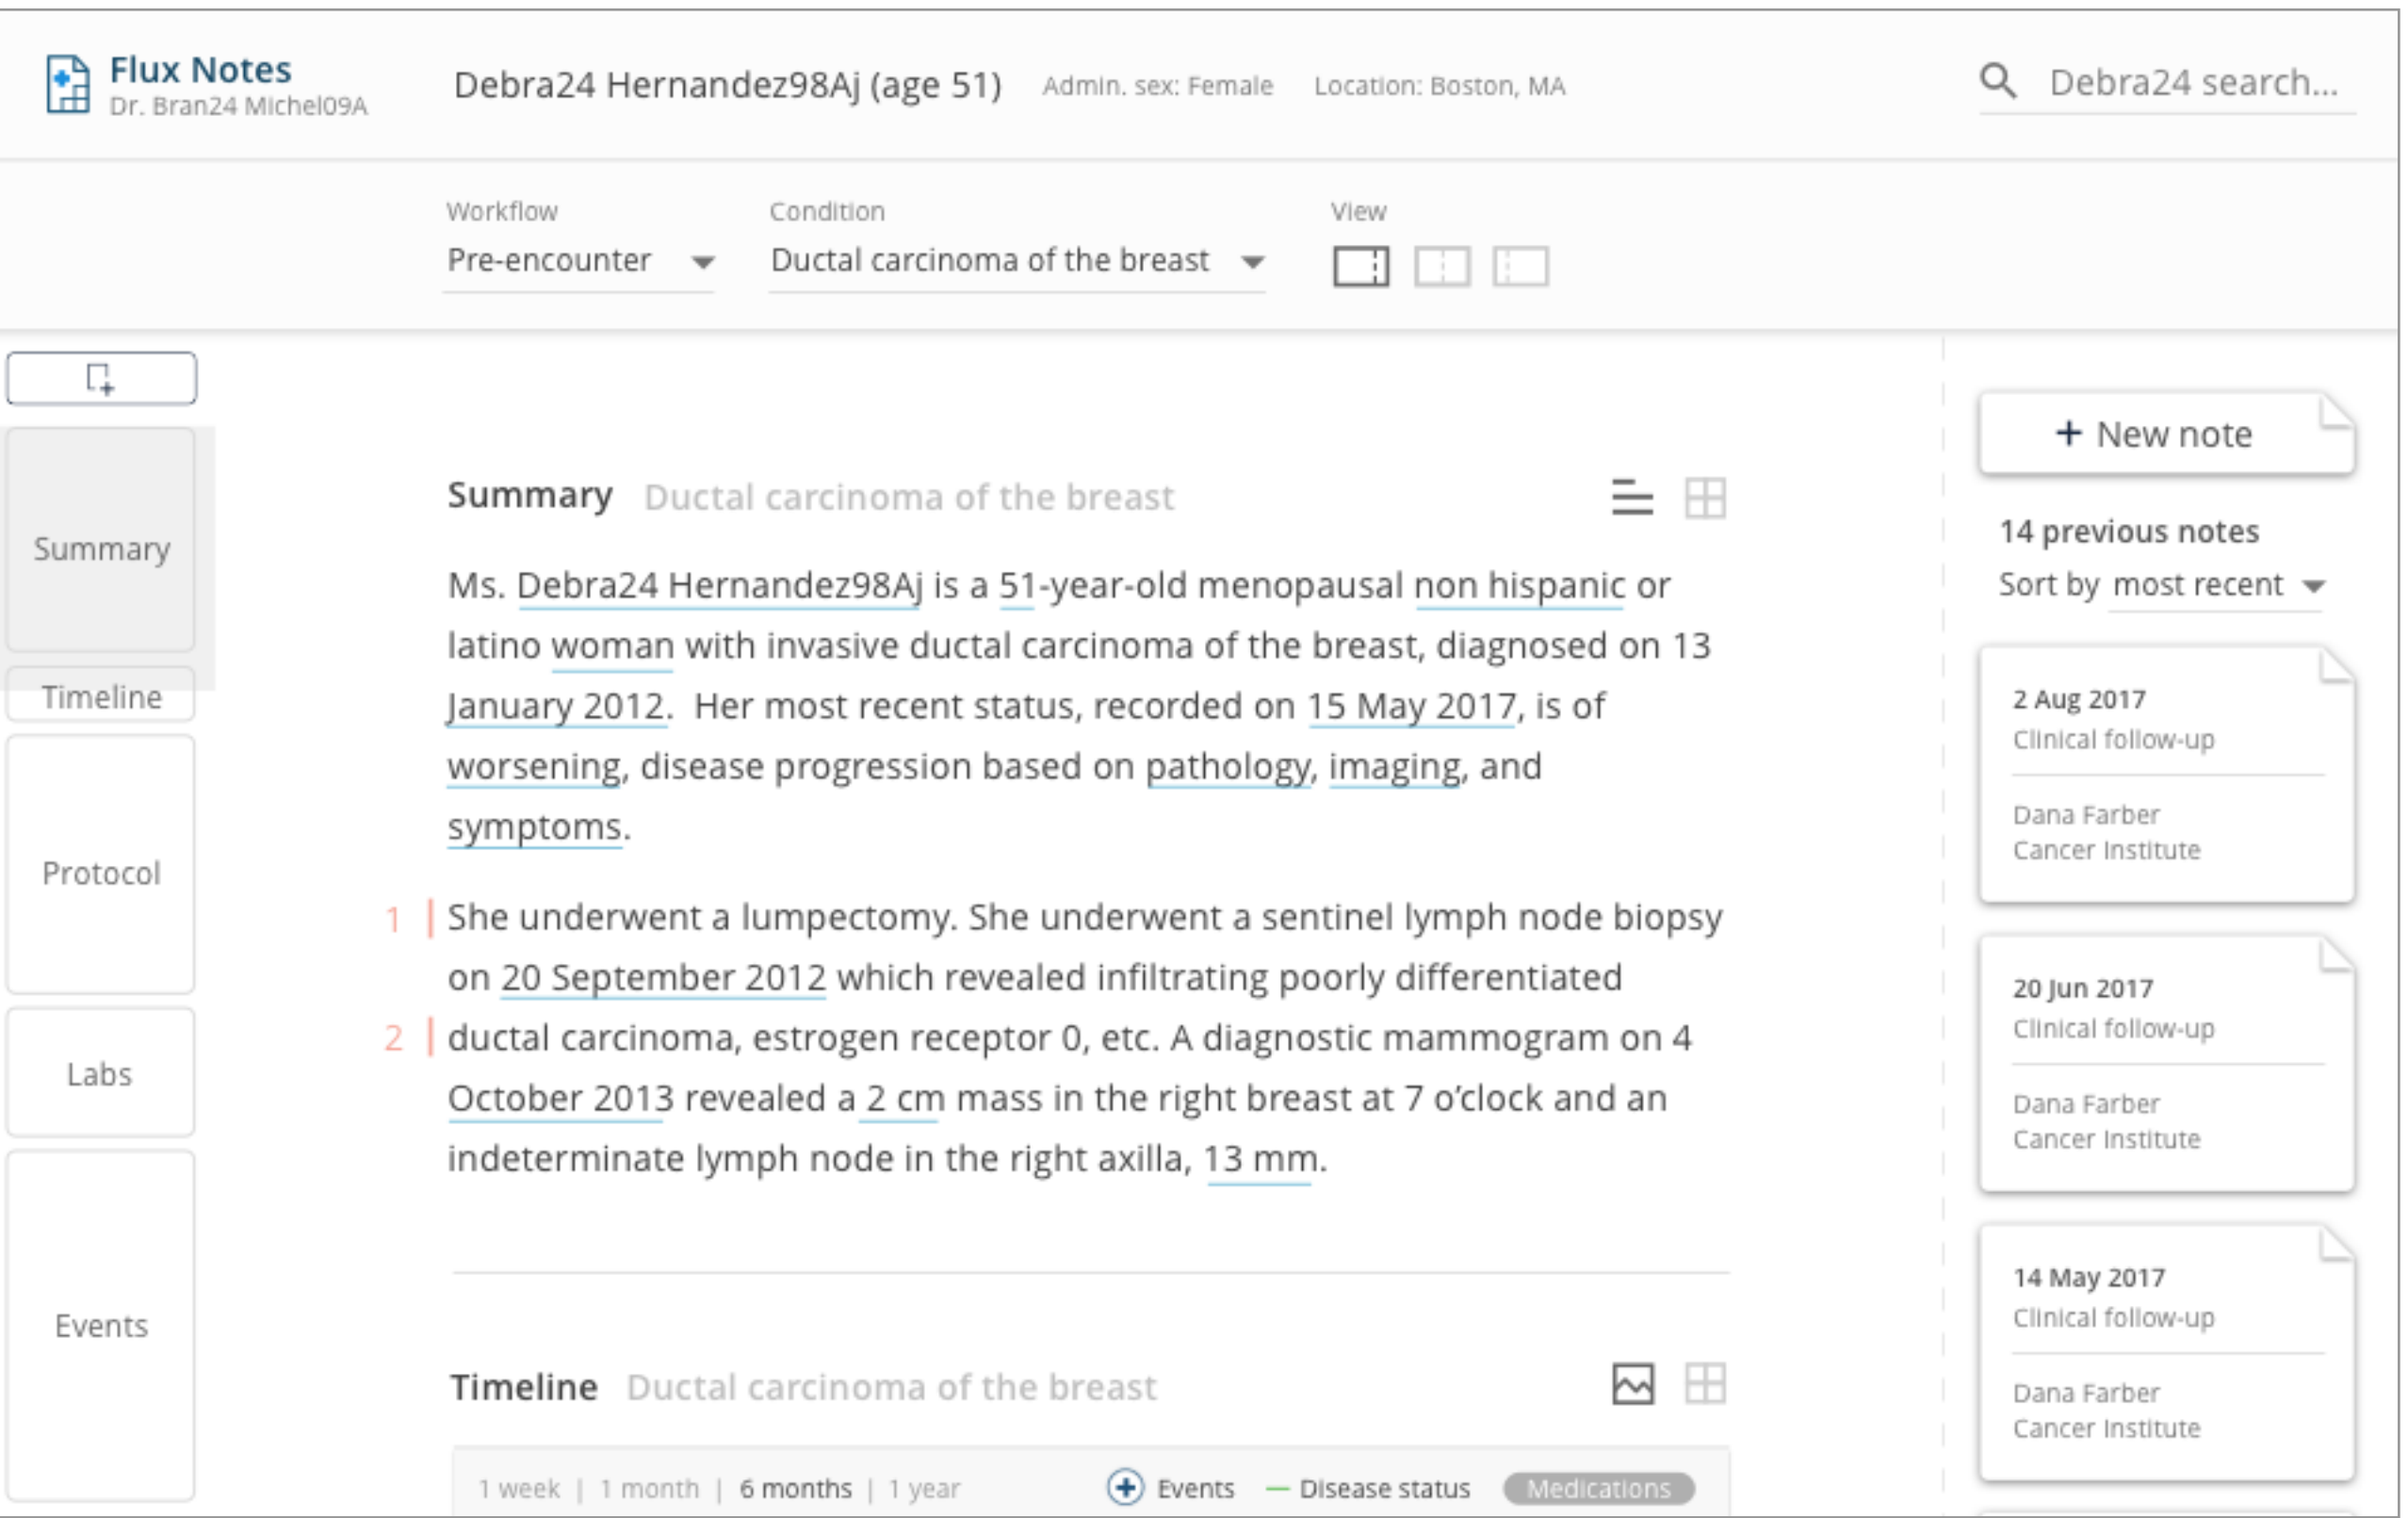 Flux Notes
Dr. Bran24 Michel09A
Debra24 Hernandez98Aj (age 51) Admin. sex: Female Location: Boston, MA
Debra24 search...
Workflow Condition View
Pre-encounter Ductal carcinoma of the breast
Summary
Timeline
Protocol
Labs
Events
Summary Ductal carcinoma of the breast
Ms. Debra24 Hernandez98Aj is a 51-year-old menopausal non hispanic or
latino woman with invasive ductal carcinoma of the breast, diagnosed on 13
January 2012. Her most recent status, recorded on 15 May 2017, is of
worsening, disease progression based on pathology, imaging, and
symptoms.
1 She underwent a lumpectomy. She underwent a sentinel lymph node biopsy
on 20 September 2012 which revealed infiltrating poorly differentiated
2 ductal carcinoma, estrogen receptor 0, etc. A diagnostic mammogram on 4
October 2013 revealed a 2 cm mass in the right breast at 7 o’clock and an
indeterminate lymph node in the right axilla, 13 mm.
Timeline Ductal carcinoma of the breast
1 week | 1 month | 6 months | 1 year Events Disease status Medications
+ New note
14 previous notes
Sort by most recent
2 Aug 2017
Clinical follow-up
Dana Farber
Cancer Institute
20 Jun 2017
Clinical follow-up
Dana Farber
Cancer Institute
14 May 2017
Clinical follow-up
Dana Farber
Cancer Institute